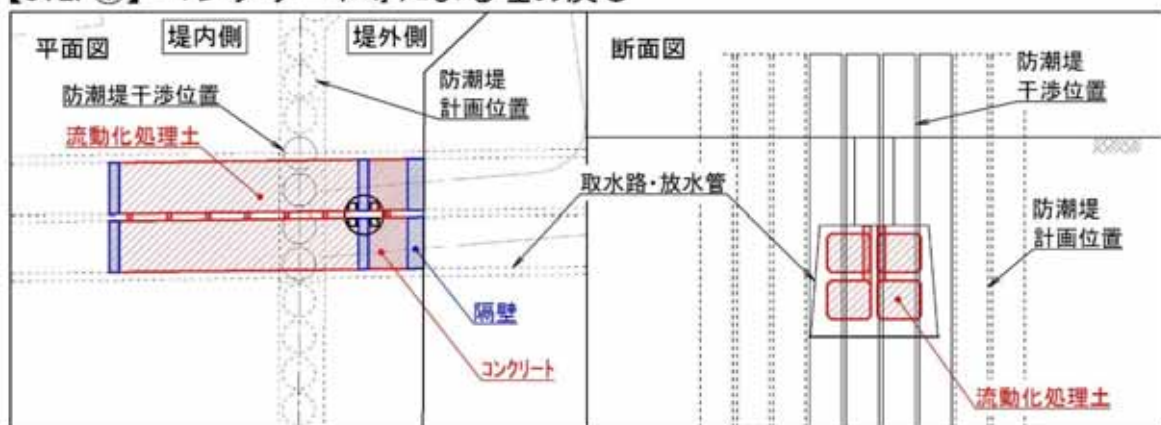 平面図
堤内側
堤外側
防潮堤
計画位置
防潮堤干渉位置
流動化処理土
隔壁
コンクリート
断面図
防潮堤
干渉位置
取水路・放水管
防潮堤
計画位置
流動化処理土